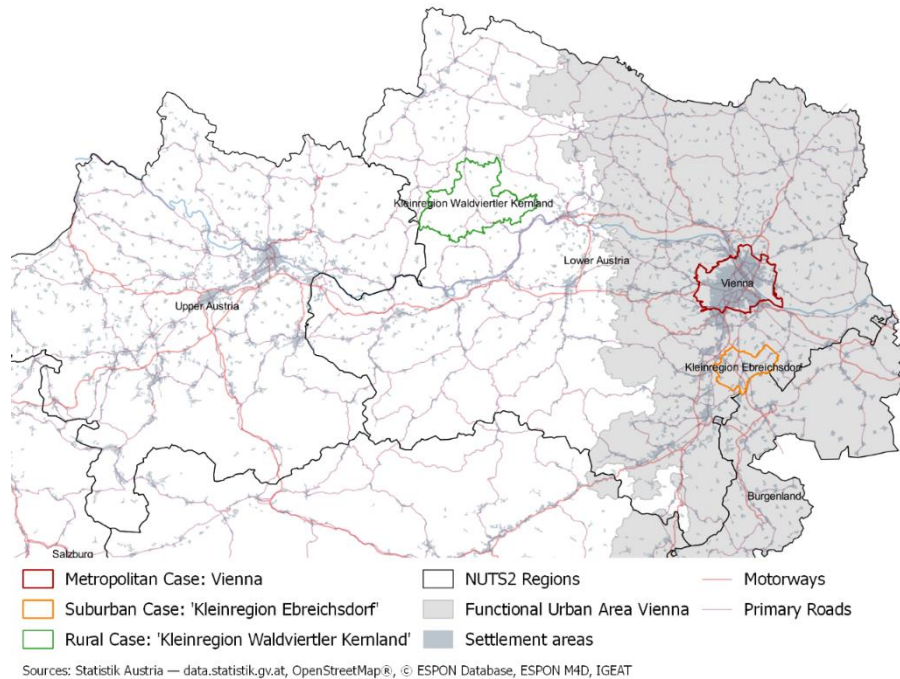 Kleinregion Waldviertler Kernland
Lower Austria
Vienna
Upper Austria
Kleinregion Ebreichsdorf
Burgenland
Salzburg
Metropolitan Case: Vienna
NUTS2 Regions
Motorways
Suburban Case: 'Kleinregion Ebreichsdorf'
Functional Urban Area Vienna
Primary Roads
Rural Case: 'Kleinregion Waldviertler Kernland'
Settlement areas
Sources: Statistik Austria — data.statistik.gv.at, OpenStreetMap®, © ESPON Database, ESPON M4D, IGEAT